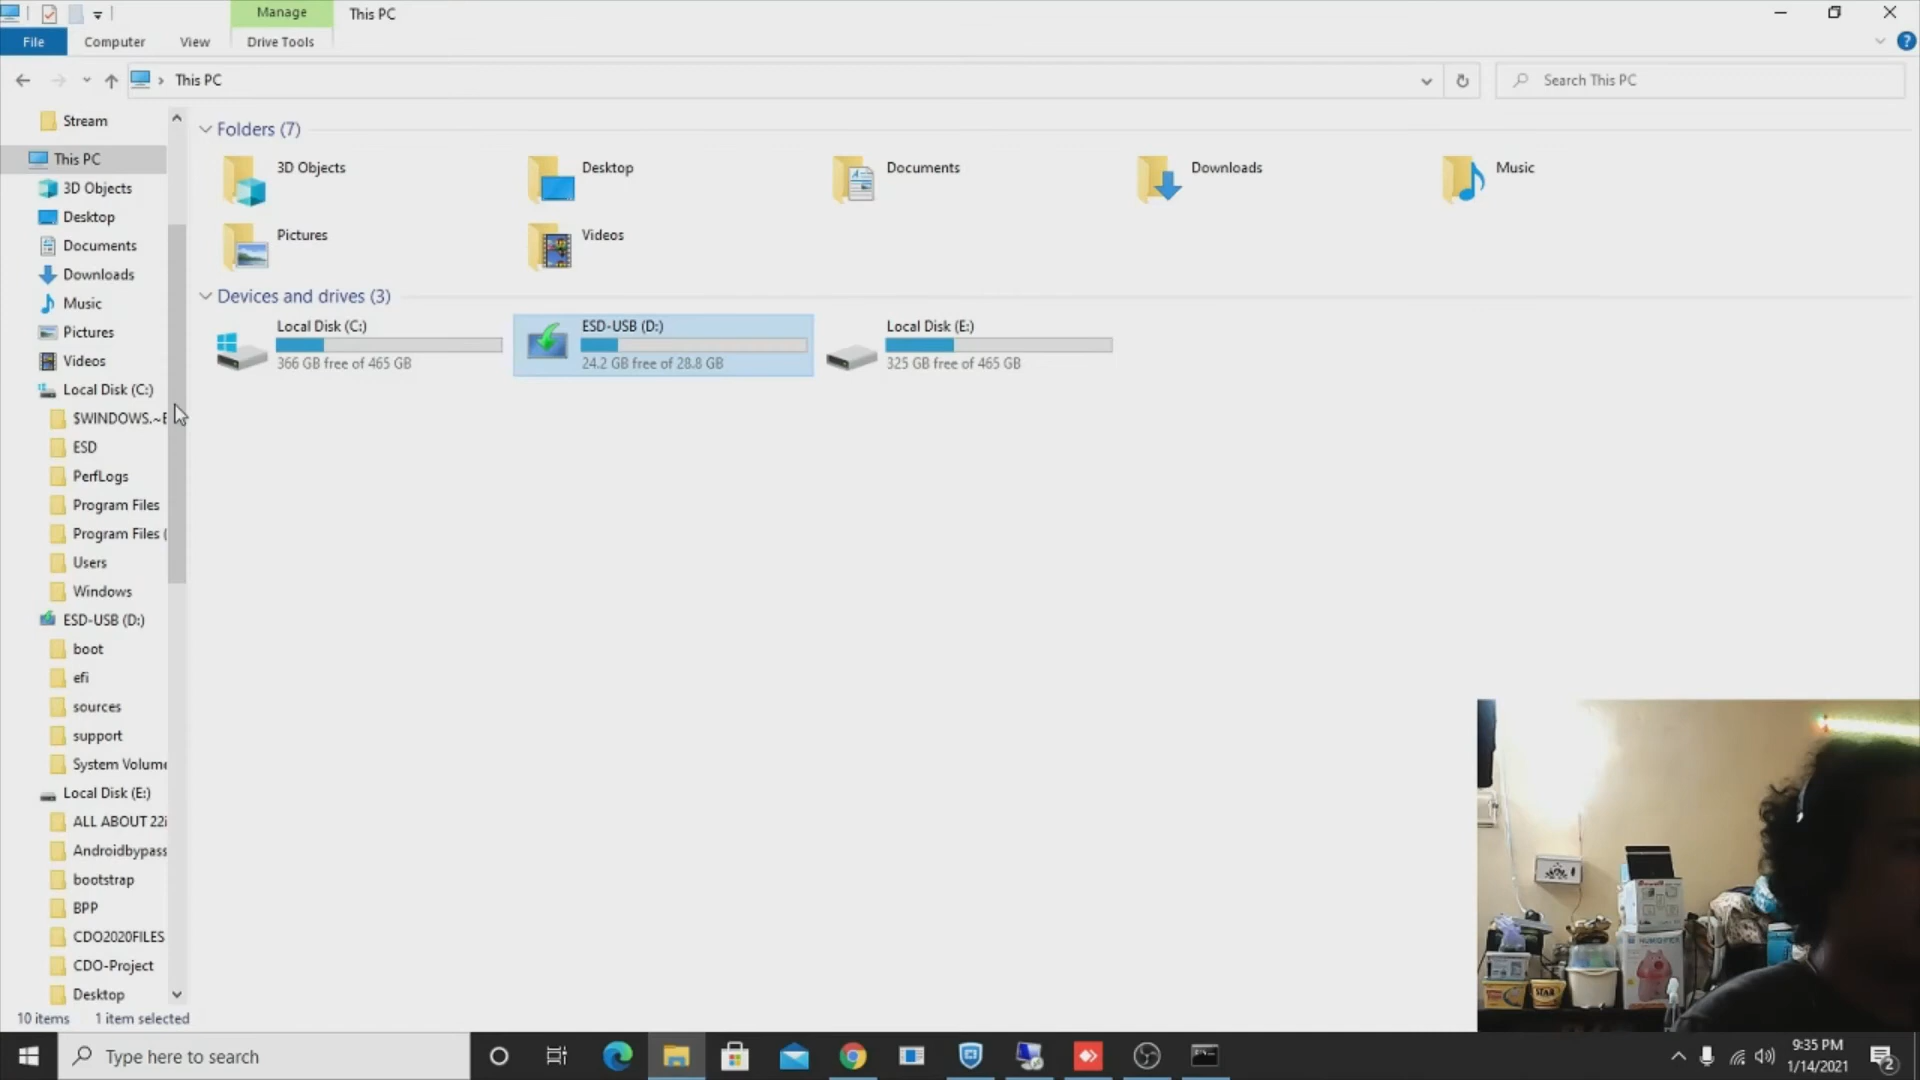 Manage
This PC
File
Computer
View
Drive Tools
This PC
Search This PC
Stream
This PC
3D Objects
Desktop
Documents
Downloads
Music
Pictures
Videos
Local Disk (C:)
$WINDOWS.~B
ESD
PerfLogs
Program Files
Program Files (
Users
Windows
ESD-USB (D:)
boot
efi
sources
support
System Volume
Local Disk (E:)
ALL ABOUT 22i
Androidbypass
bootstrap
BPP
CDO2020FILES
CDO-Project
Desktop
Folders (7)
3D Objects
Desktop
Documents
Downloads
Music
Pictures
Videos
Devices and drives (3)
Local Disk (C:)
366 GB free of 465 GB
ESD-USB (D:)
24.2 GB free of 28.8 GB
Local Disk (E:)
325 GB free of 465 GB
STAR
10 items 1 item selected
Type here to search
9:35 PM
1/14/2021
2